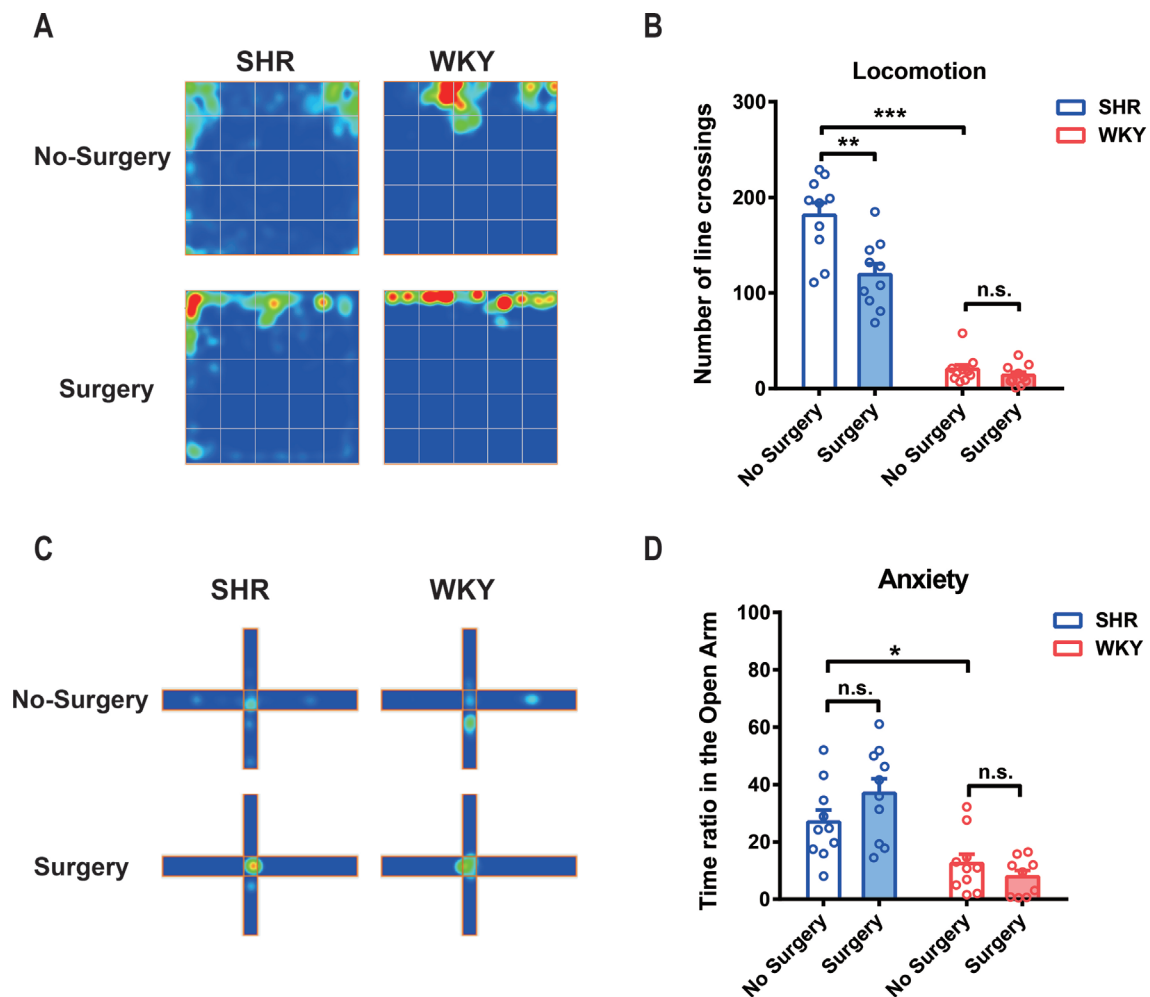 A
SHR
WKY
No-Surgery
Surgery
B
Locomotion
Number of line crossings
300
200
100
0
***
**
n.s.
SHR
WKY
No Surgery
Surgery
No Surgery
Surgery
C
SHR
WKY
No-Surgery
Surgery
D
Anxiety
Time ratio in the Open Arm
100
80
60
40
20
0
*
n.s.
n.s.
SHR
WKY
No Surgery
Surgery
No Surgery
Surgery